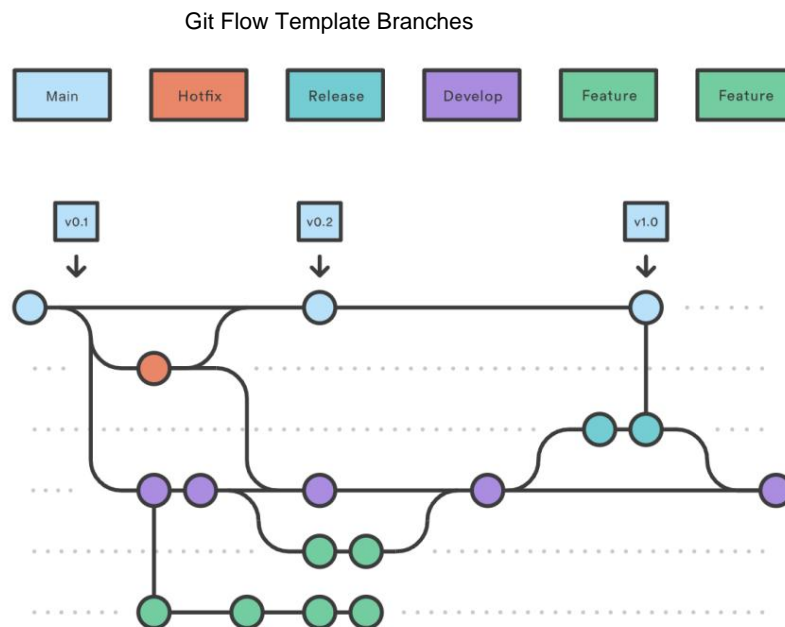 Git Flow Template Branches
Main
Hotfix
Release
Develop
Feature
Feature
v0.1
v0.2
v1.0